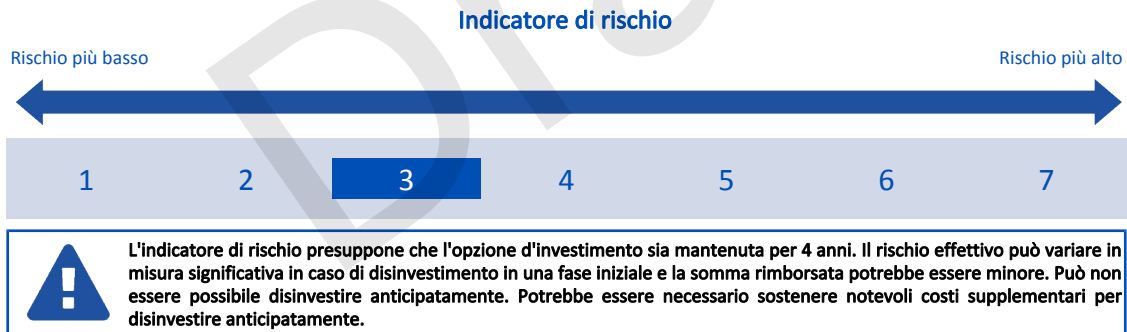 Indicatore di rischio
Rischio più basso
Rischio più alto
1 2 3 4 5 6 7
L'indicatore di rischio presuppone che l'opzione d'investimento sia mantenuta per 4 anni. Il rischio effettivo può variare in
misura significativa in caso di disinvestimento in una fase iniziale e la somma rimborsata potrebbe essere minore. Può non
essere possibile disinvestire anticipatamente. Potrebbe essere necessario sostenere notevoli costi supplementari per
disinvestire anticipatamente.